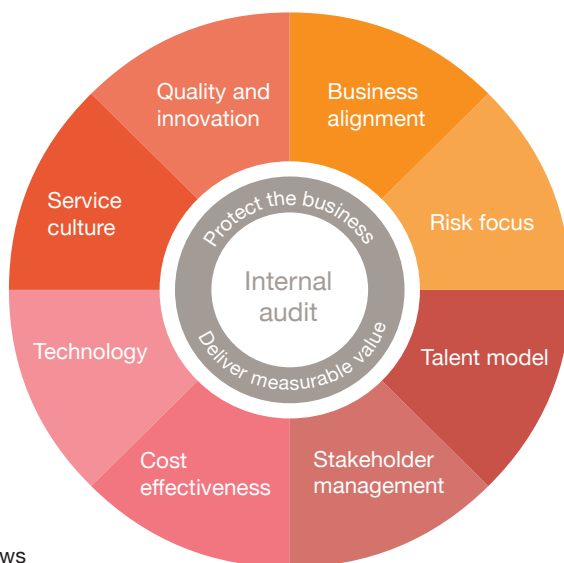 Quality and
innovation
Business
alignment
Service
culture
Risk focus
Protect the business
Internal
audit
Deliver measurable value
Technology
Talent model
Cost
effectiveness
Stakeholder
management